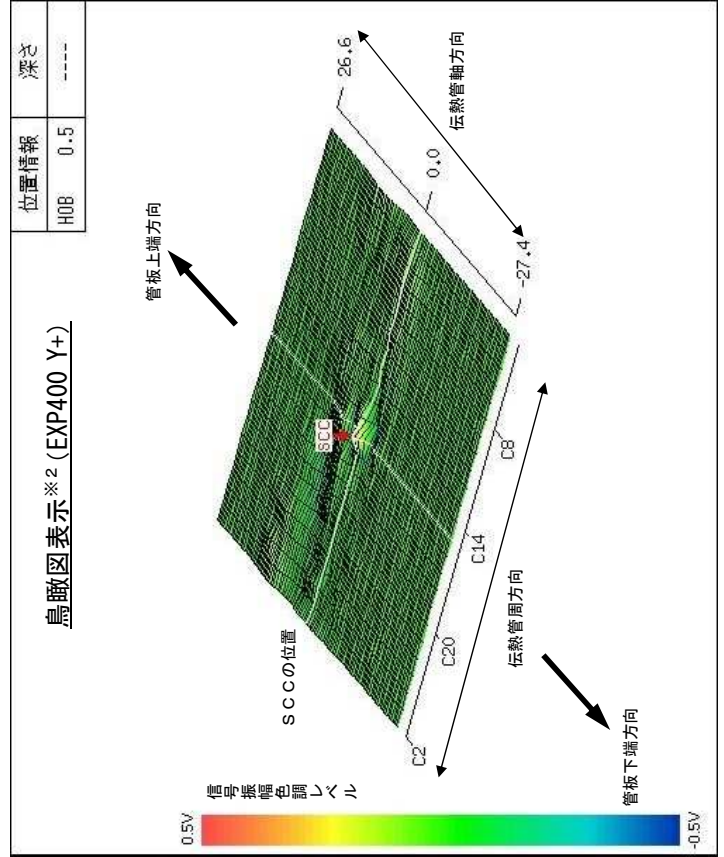 鳥瞰図表示※2 (EXP400 Y+)
位置情報 深さ
HOB 0.5 ----
管板上端方向
26.6
伝熱管軸方向
0.0
-27.4
SCC
SCCの位置
C2
C20
C14
C8
伝熱管周方向
管板下端方向
信号振幅色調レベル
0.5V
-0.5V